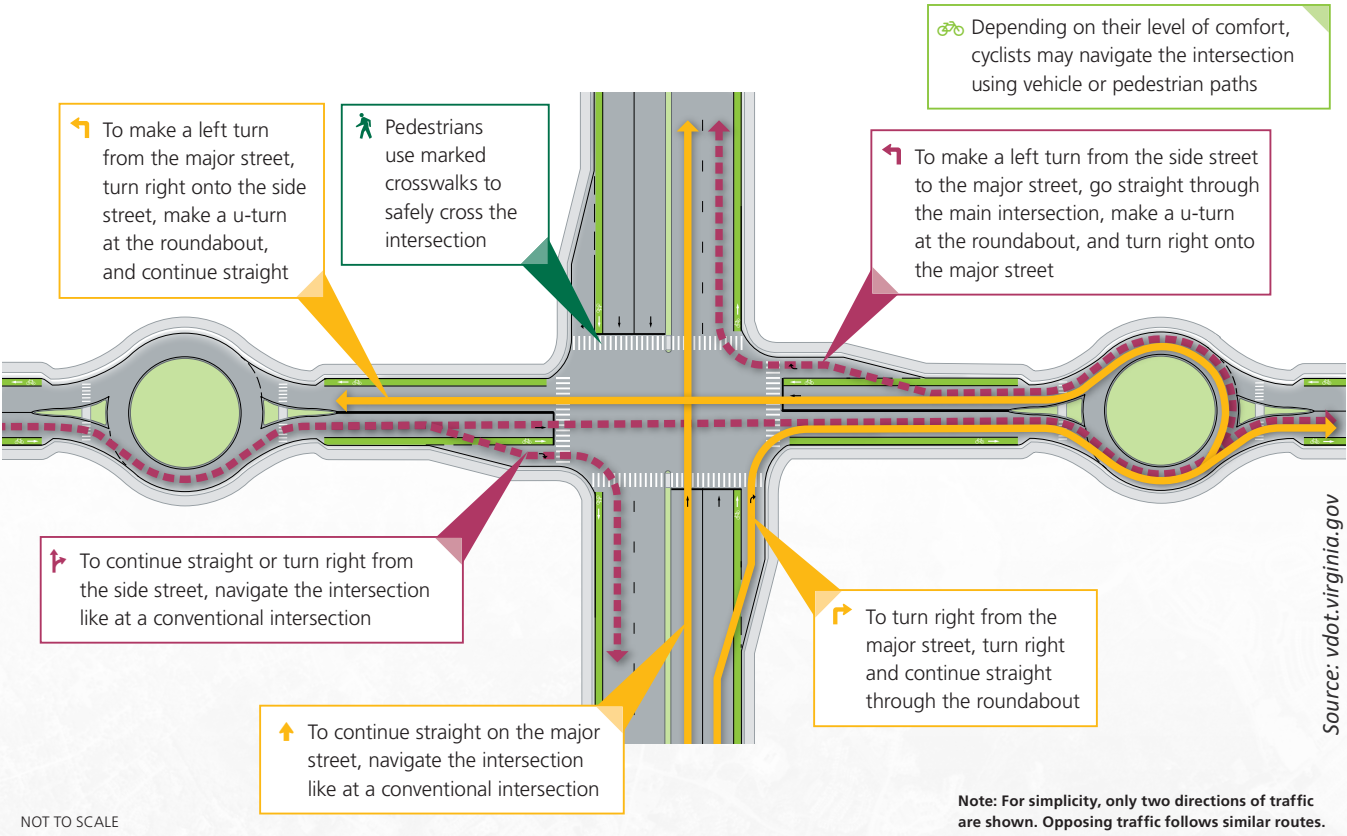 Depending on their level of comfort,
cyclists may navigate the intersection
using vehicle or pedestrian paths
To make a left turn
from the major street,
turn right onto the side
street, make a u-turn
at the roundabout,
and continue straight
Pedestrians
use marked
crosswalks to
safely cross the
intersection
To make a left turn from the side street
to the major street, go straight through
the main intersection, make a u-turn
at the roundabout, and turn right onto
the major street
To continue straight or turn right from
the side street, navigate the intersection
like at a conventional intersection
To turn right from the
major street, turn right
and continue straight
through the roundabout
To continue straight on the major
street, navigate the intersection
like at a conventional intersection
Source: vdot.virginia.gov
NOT TO SCALE
Note: For simplicity, only two directions of traffic
are shown. Opposing traffic follows similar routes.